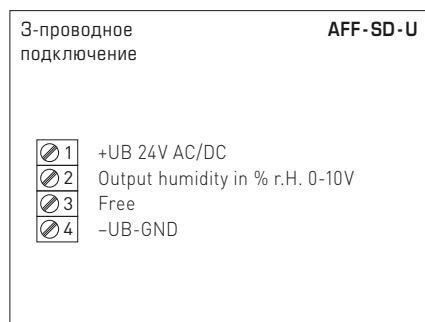 3-проводное
подключение
AFF-SD-U
1 +UB 24V AC/DC
2 Output humidity in % r.H. 0-10V
3 Free
4 –UB-GND